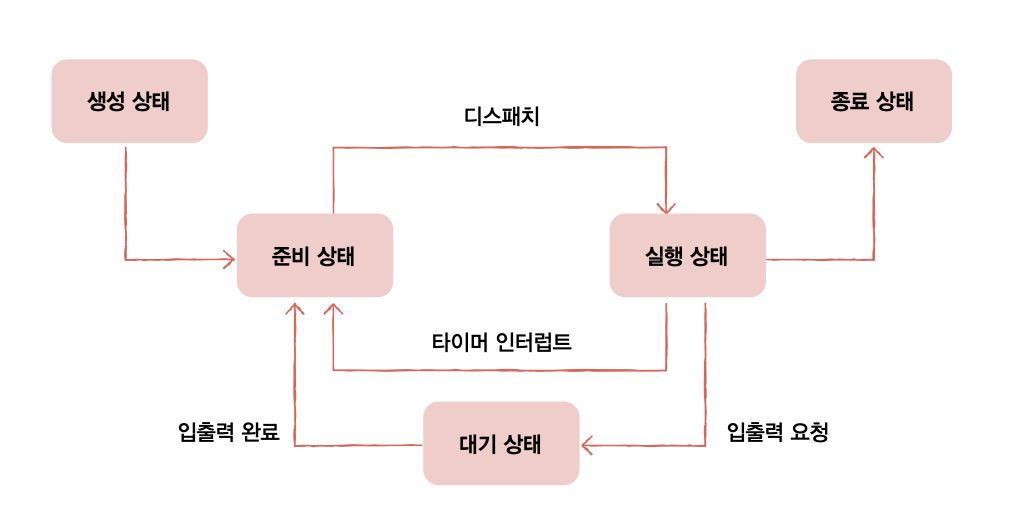 생성 상태
종료 상태
디스패치
준비 상태
실행 상태
타이머 인터럽트
입출력 완료
대기 상태
입출력 요청